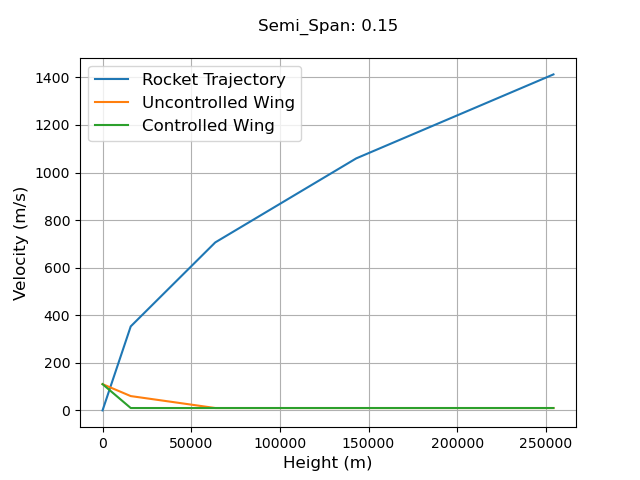 Semi_Span: 0.15
Rocket Trajectory
Uncontrolled Wing
Controlled Wing
Velocity (m/s)
1400
1200
1000
800
600
400
200
0
0 50000 100000 150000 200000 250000
Height (m)